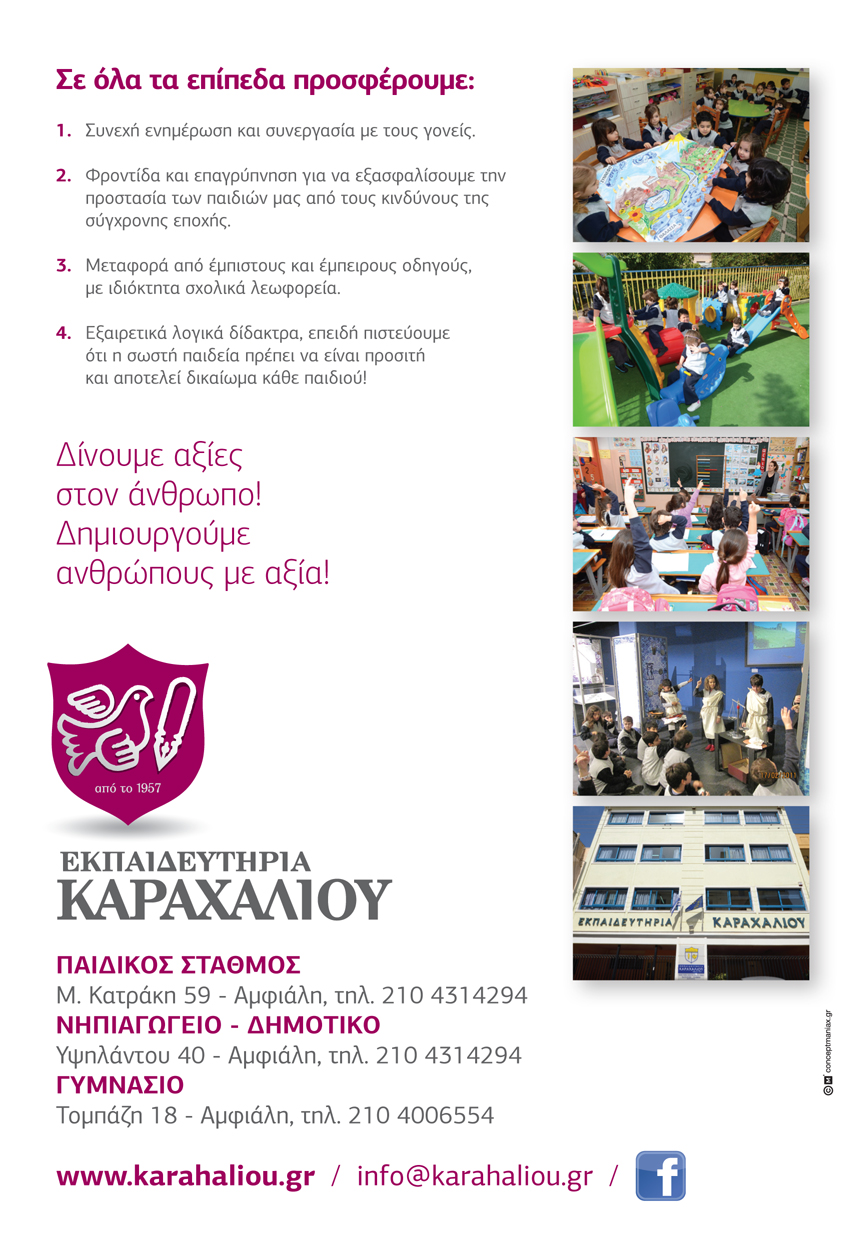 Σε όλα τα επίπεδα προσφέρουμε:
1. Συνεχή ενημέρωση και συνεργασία με τους γονείς.
2. Φροντίδα και επαγρύπνηση για να εξασφαλίσουμε την
προστασία των παιδιών μας από τους κινδύνους της
σύγχρονης εποχής.
3. Μεταφορά από έμπιστους και έμπειρους οδηγούς,
με ιδιόκτητα σχολικά λεωφορεία.
4. Εξαιρετικά λογικά δίδακτρα, επειδή πιστεύουμε
ότι η σωστή παιδεία πρέπει να είναι προσιτή
και αποτελεί δικαίωμα κάθε παιδιού!
Δίνουμε αξίες
στον άνθρωπο!
Δημιουργούμε
ανθρώπους με αξία!
από το 1957
ΕΚΠΑΙΔΕΥΤΗΡΙΑ
ΚΑΡΑΧΑΛΙΟΥ
ΕΚΠΑΙΔΕΥΤΗΡΙΑ ΚΑΡΑΧΑΛΙΟΥ
ΠΑΙΔΙΚΟΣ ΣΤΑΘΜΟΣ
Μ. Κατράκη 59 - Αμφιάλη, τηλ. 210 4314294
ΝΗΠΙΑΓΩΓΕΙΟ - ΔΗΜΟΤΙΚΟ
Υψηλάντου 40 - Αμφιάλη, τηλ. 210 4314294
ΓΥΜΝΑΣΙΟ
Τομπάζη 18 - Αμφιάλη, τηλ. 210 4006554
www.karahaliou.gr / info@karahaliou.gr / f
© M conceptmaniax.gr